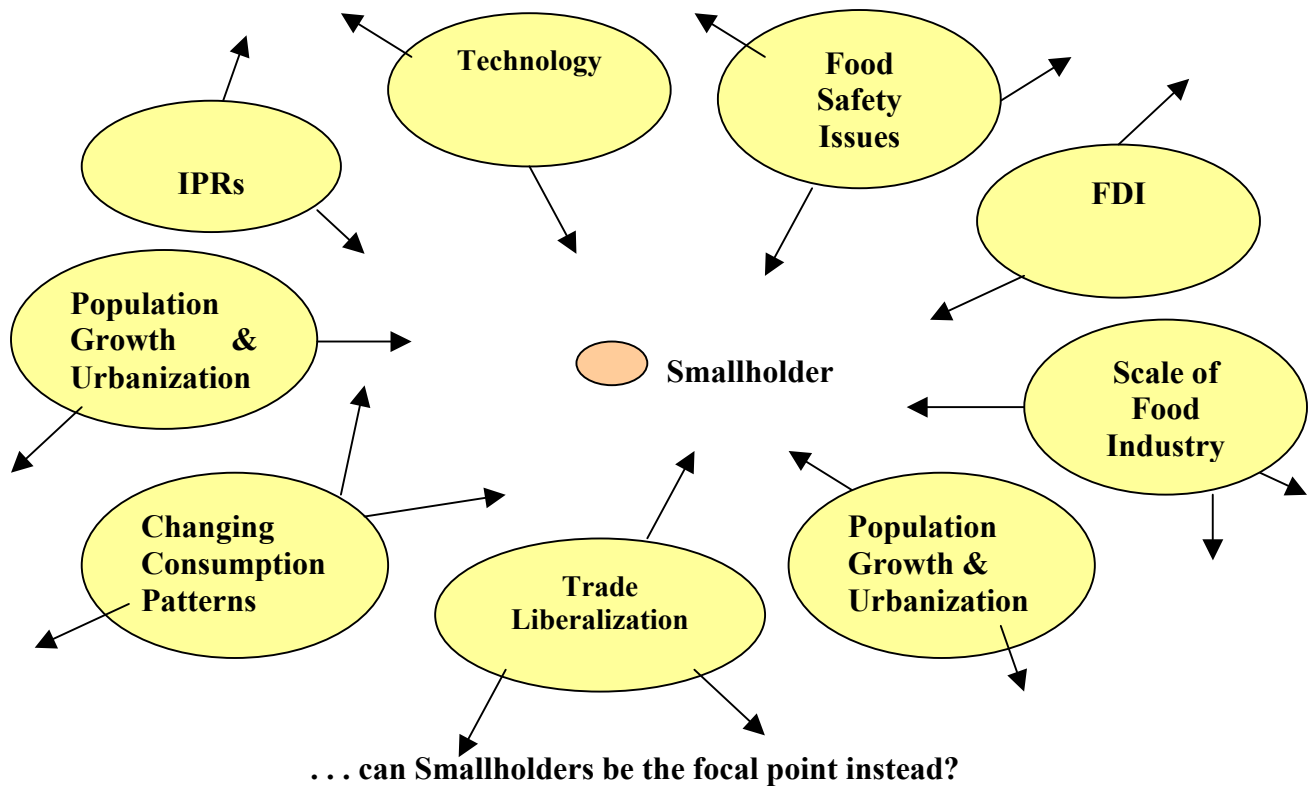 Technology
Food
Safety
Issues
IPRs
FDI
Population
Growth &
Urbanization
Smallholder
Scale of
Food
Industry
Changing
Consumption
Patterns
Trade
Liberalization
Population
Growth &
Urbanization
. . . can Smallholders be the focal point instead?